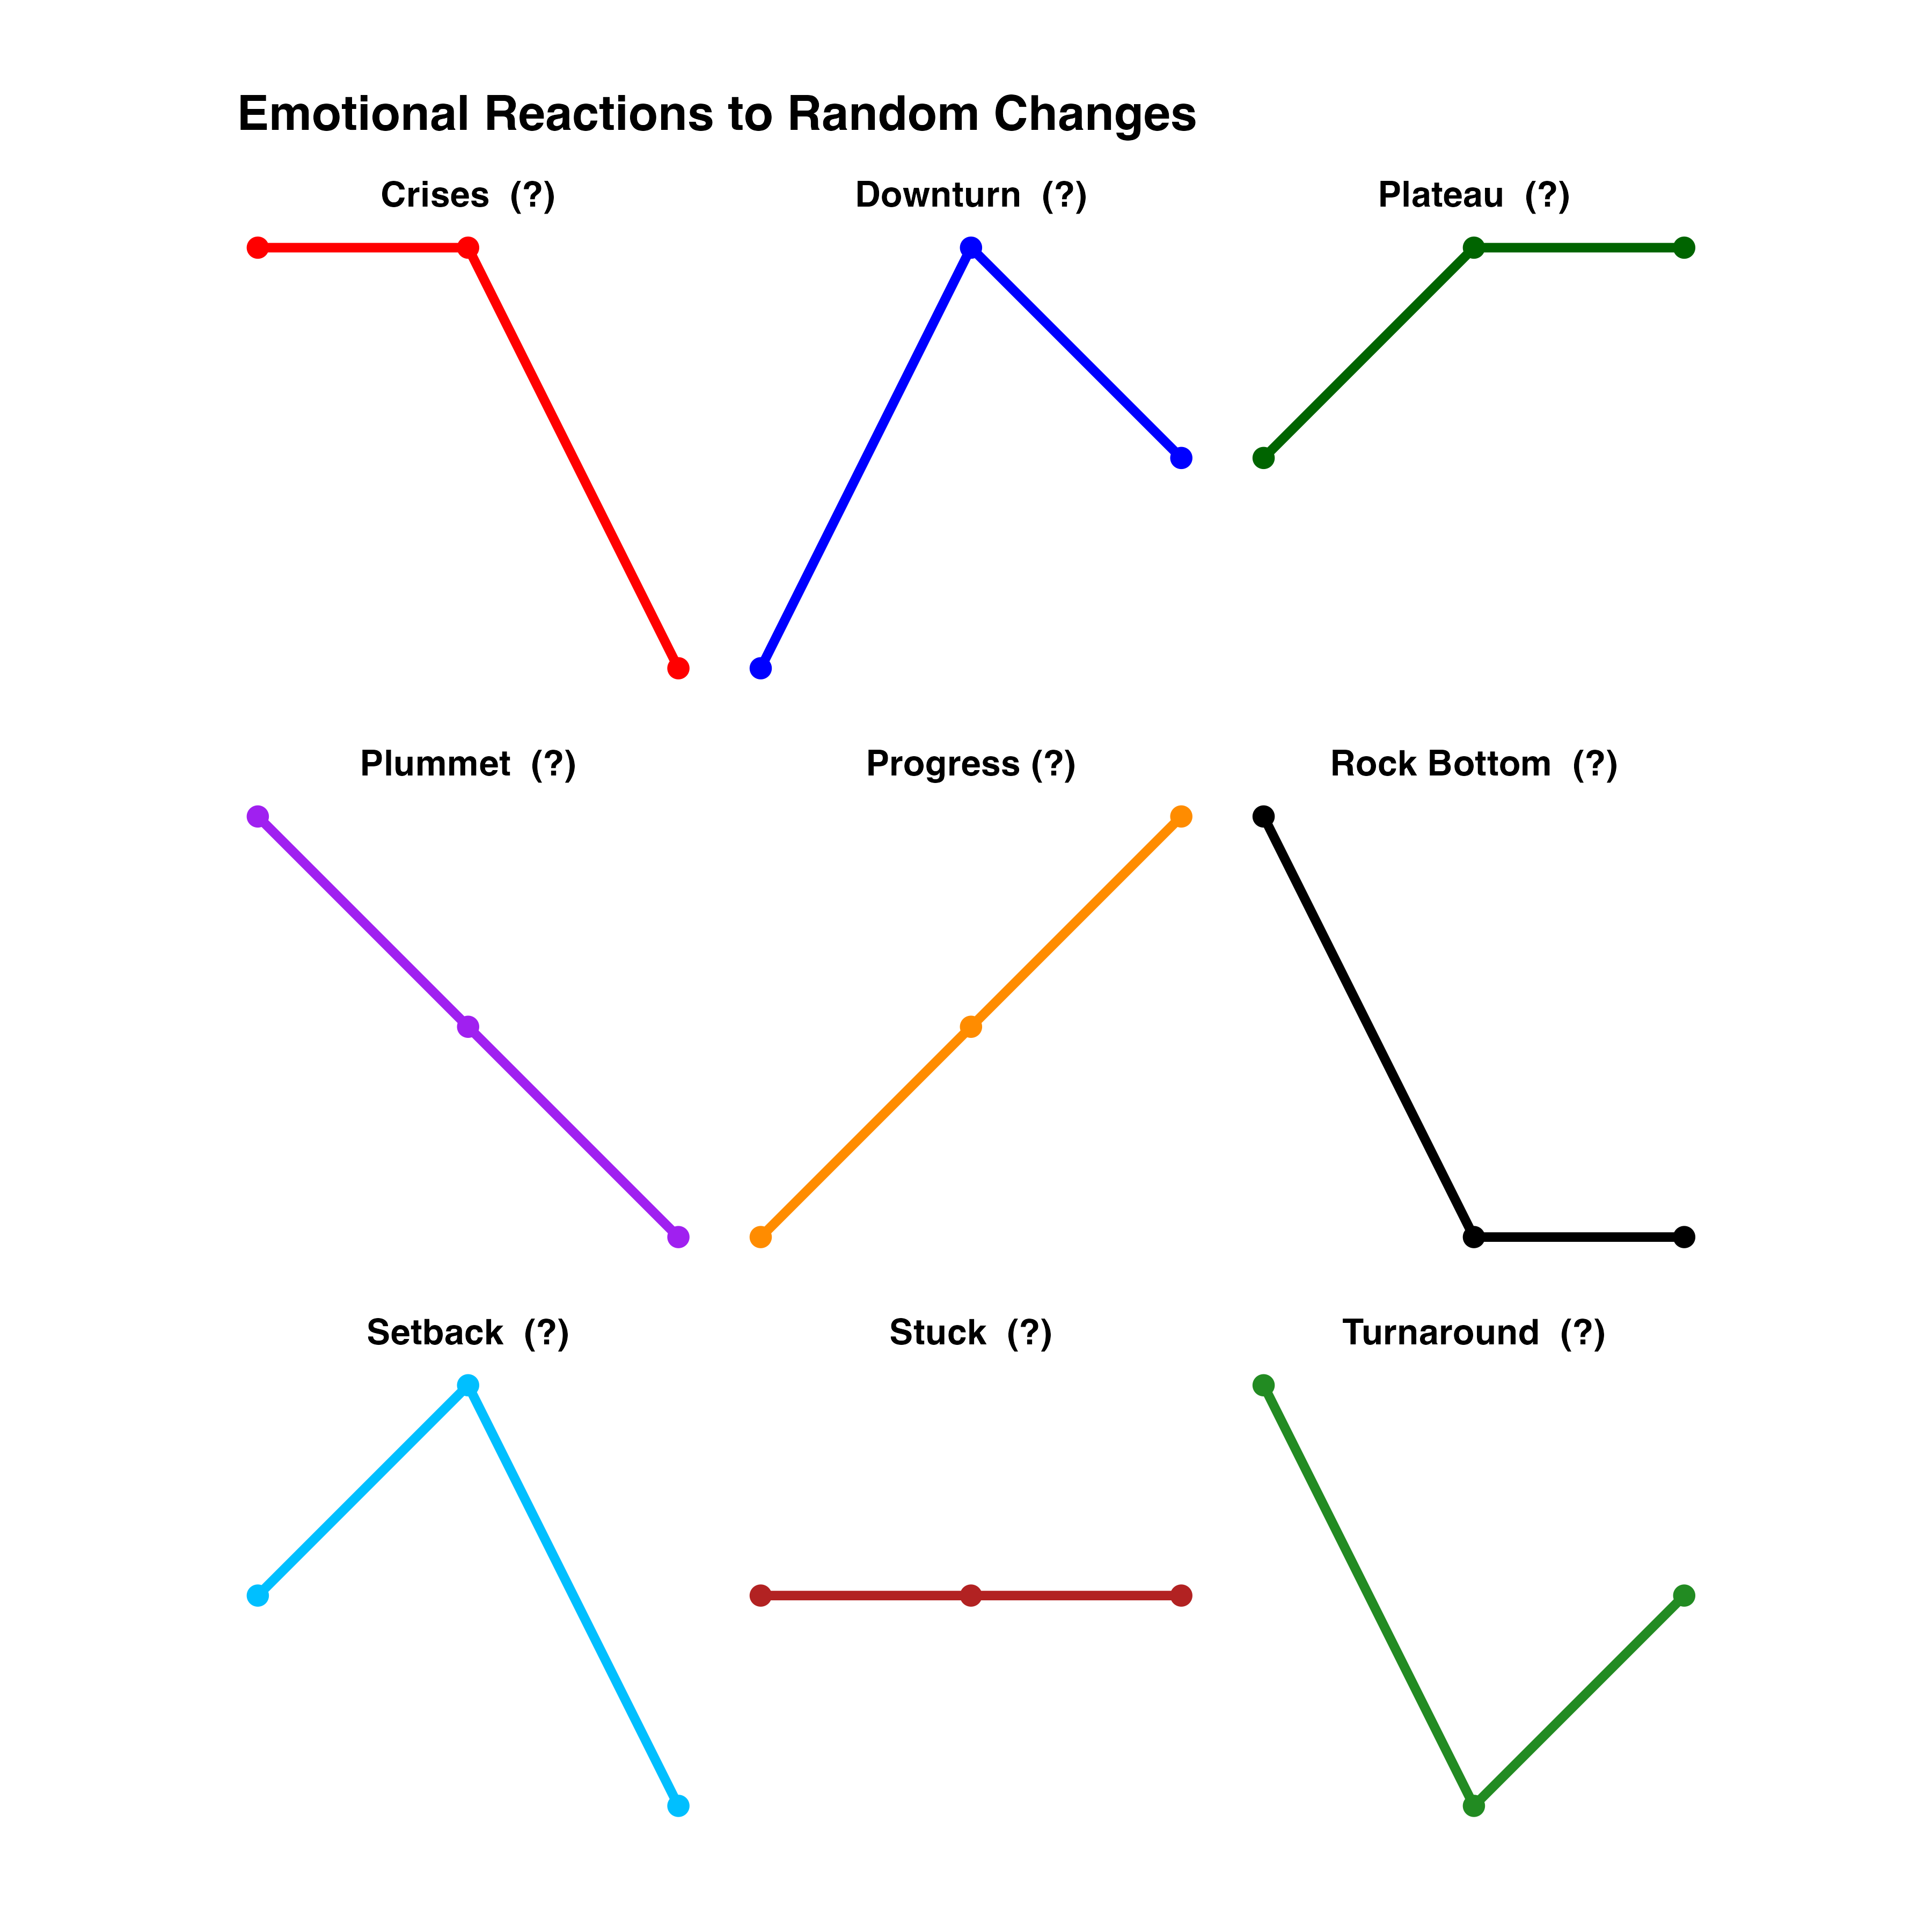 Emotional Reactions to Random Changes
Crises (?)
Downturn (?)
Plateau (?)
Plummet (?)
Progress (?)
Rock Bottom (?)
Setback (?)
Stuck (?)
Turnaround (?)